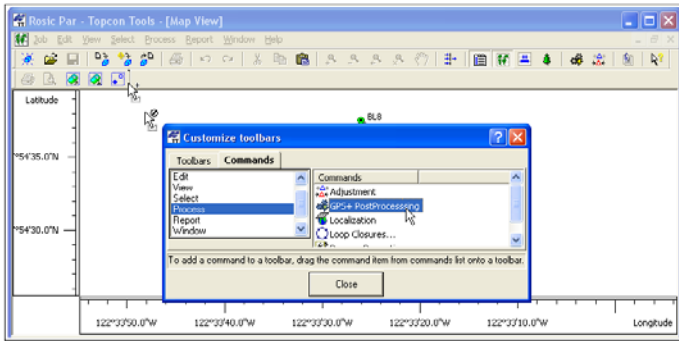 Rosic Par - Topcon Tools - [Map View]
Job Edit View Select Process Report Window Help
Latitude
BL8
Customize toolbars
Toolbars Commands
Edit
View
Select
Process
Report
Window
Commands
Adjustment
GPS+ PostProcesssing
Localization
Loop Closures...
°54'35.0"N
°54'30.0"N
To add a command to a toolbar, drag the command item from commands list onto a toolbar.
Close
122°33'50.0"W 122°33'40.0"W 122°33'30.0"W 122°33'20.0"W 122°33'10.0"W Longitude